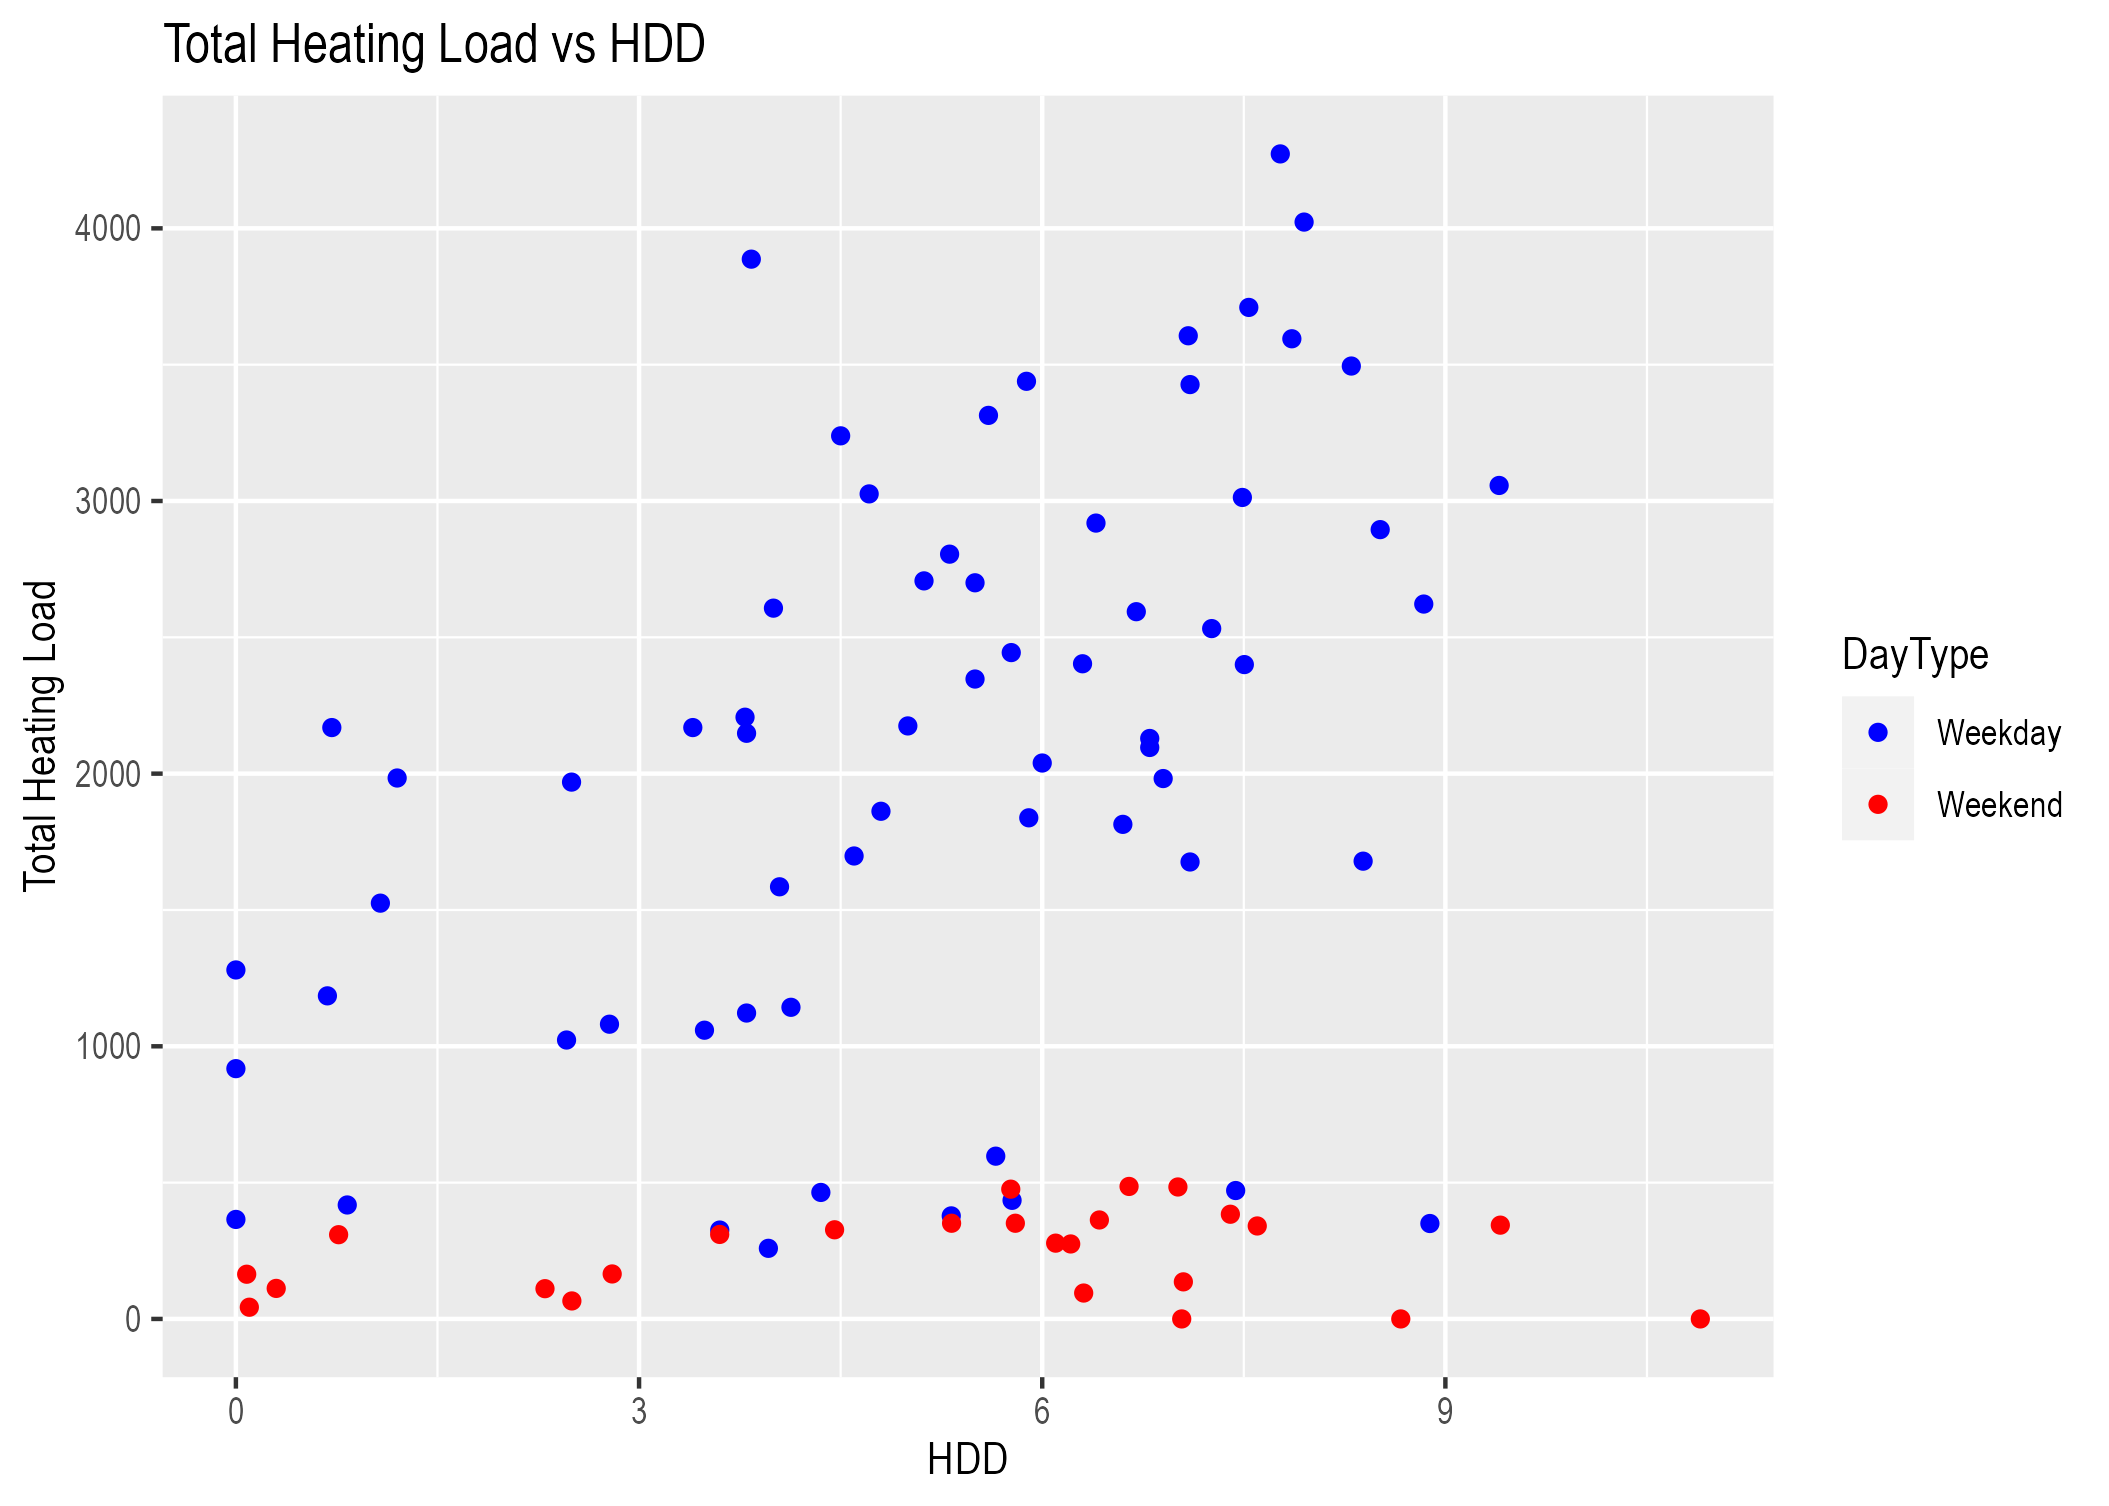 Total Heating Load vs HDD
4000
3000
2000
1000
0
Total Heating Load
0 3 6 9
HDD
DayType
Weekday
Weekend